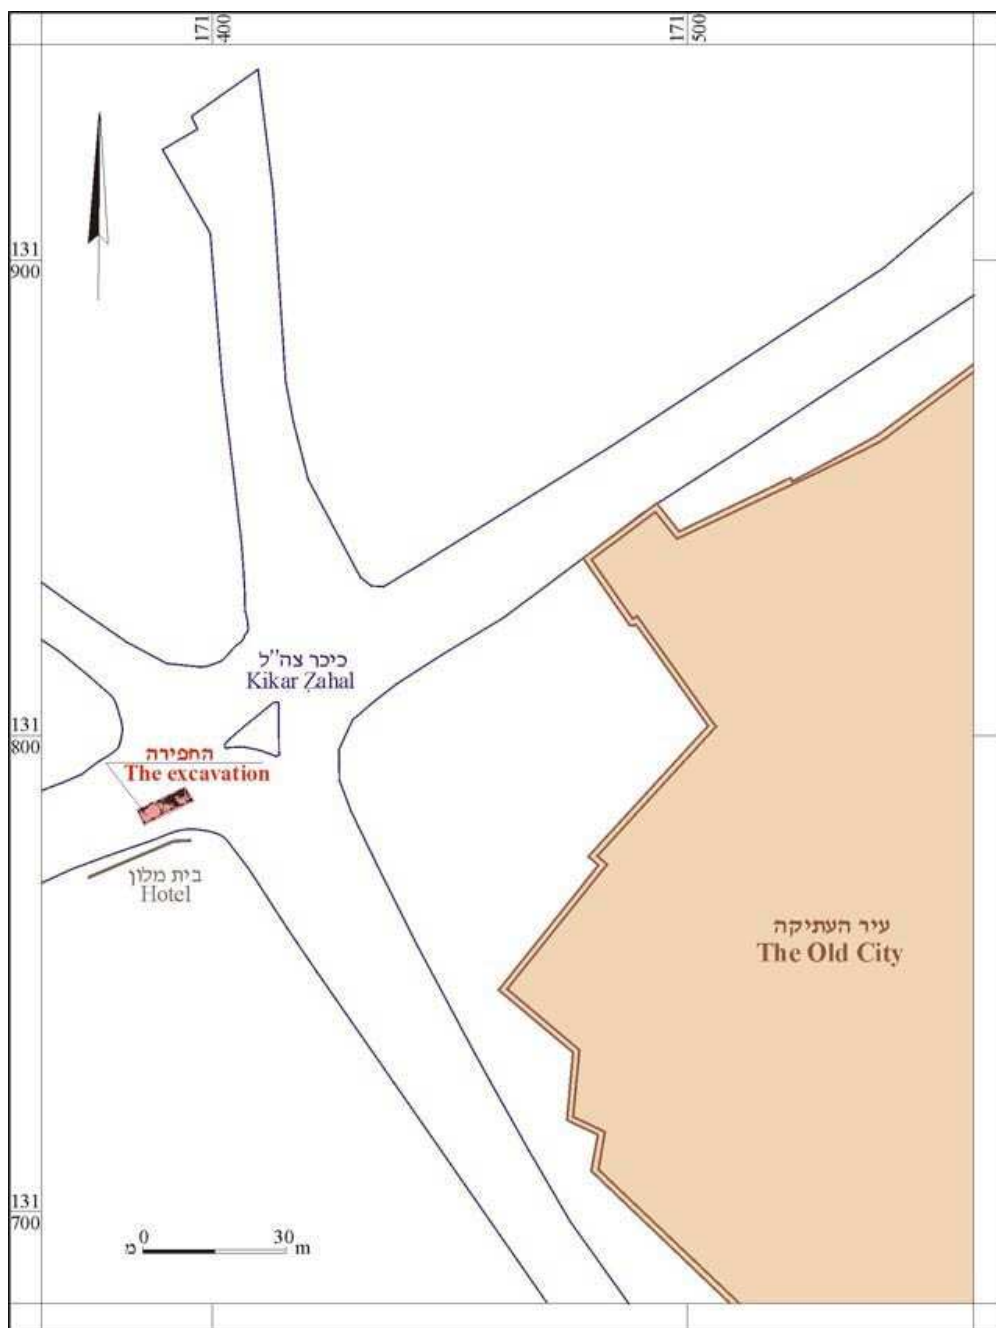 171
400
171
500
131
900
כיכר צה”ל
Kikar Ẓahal
131
800
החפירה
The excavation
בית מלון
Hotel
עיר העתיקה
The Old City
131
700
מ 0 30 m